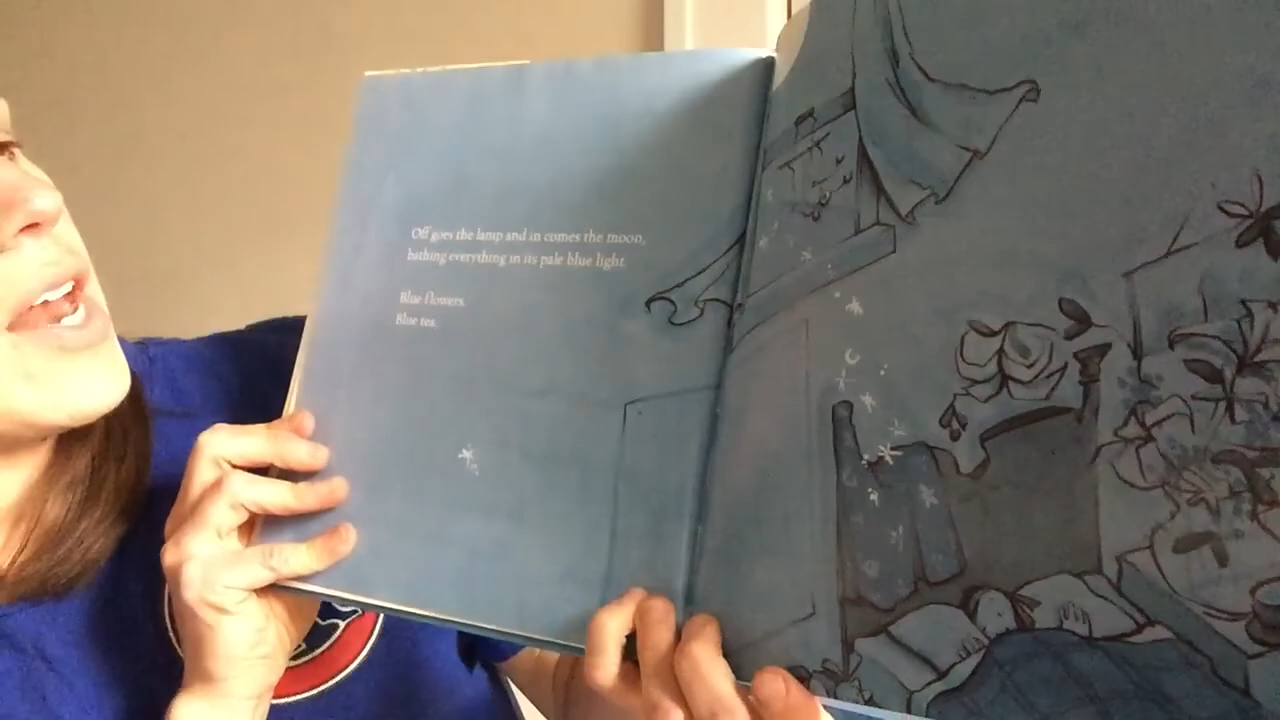 Off goes the lamp and in comes the moon,
bathing everything in its pale blue light.
Blue flowers.
Blue tea.